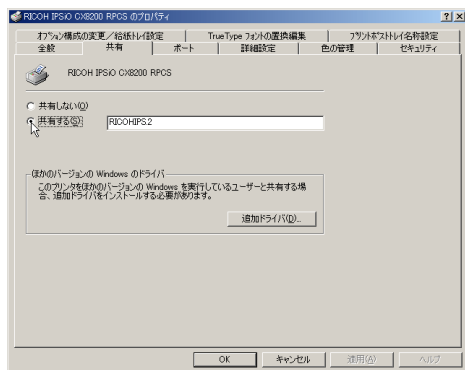 RICOH IPSiO CX8200 RPCS のプロパティ
ｵﾌﾟｼｮﾝ構成の変更／給紙ﾄﾚｲ設定 TrueType フォントの置換編集 ﾌﾟﾘﾝﾄﾎﾟｽﾄﾄﾚｲ名称設定
全般 共有 ポート 詳細設定 色の管理 セキュリティ
RICOH IPSiO CX8200 RPCS
共有しない(O)
共有する(S): RICOHIPS.2
ほかのバージョンの Windows のドライバ
このプリンタをほかのバージョンの Windows を実行しているユーザーと共有する場
合、追加ドライバをインストールする必要があります。
追加ドライバ(D)...
OK キャンセル 適用(A) ヘルプ